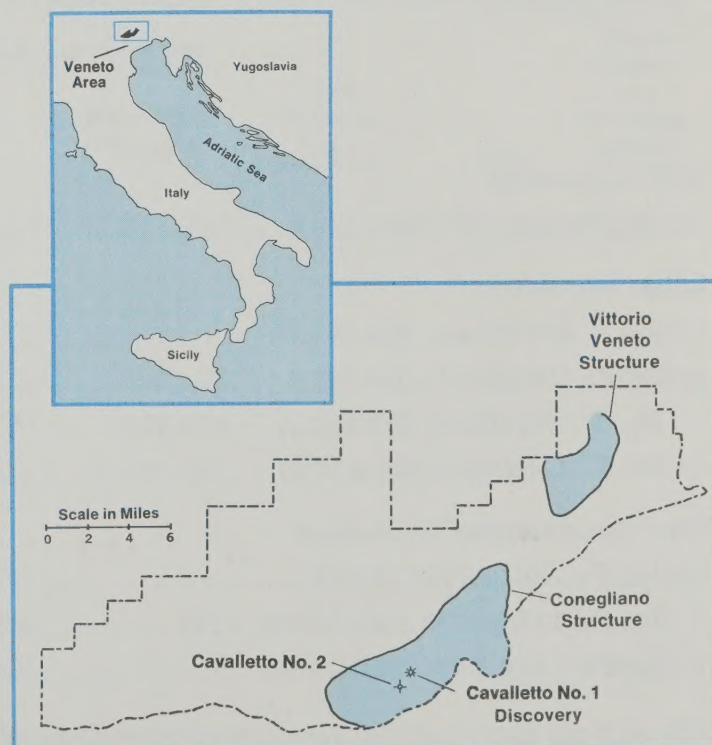 Veneto
Area
Yugoslavia
Adriatic Sea
Italy
Sicily
Vittorio
Veneto
Structure
Scale in Miles
0 2 4 6
Conegliano
Structure
Cavalletto No. 2
Cavalletto No. 1
Discovery